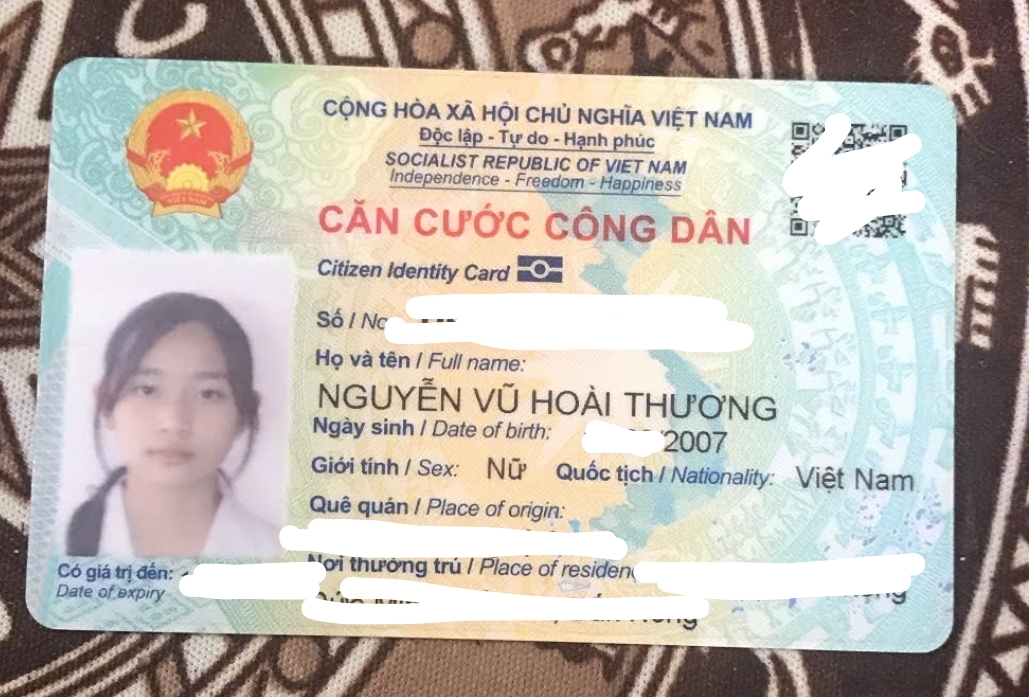 CỘNG HÒA XÃ HỘI CHỦ NGHĨA VIỆT NAM
Độc lập - Tự do - Hạnh phúc
SOCIALIST REPUBLIC OF VIET NAM
Independence - Freedom - Happiness
CĂN CƯỚC CÔNG DÂN
Citizen Identity Card
Số / No
Họ và tên / Full name:
NGUYỄN VŨ HOÀI THƯƠNG
Ngày sinh / Date of birth: 2007
Giới tính / Sex: Nữ Quốc tịch / Nationality: Việt Nam
Quê quán / Place of origin:
Nơi thường trú / Place of residen
Có giá trị đến:
Date of expiry